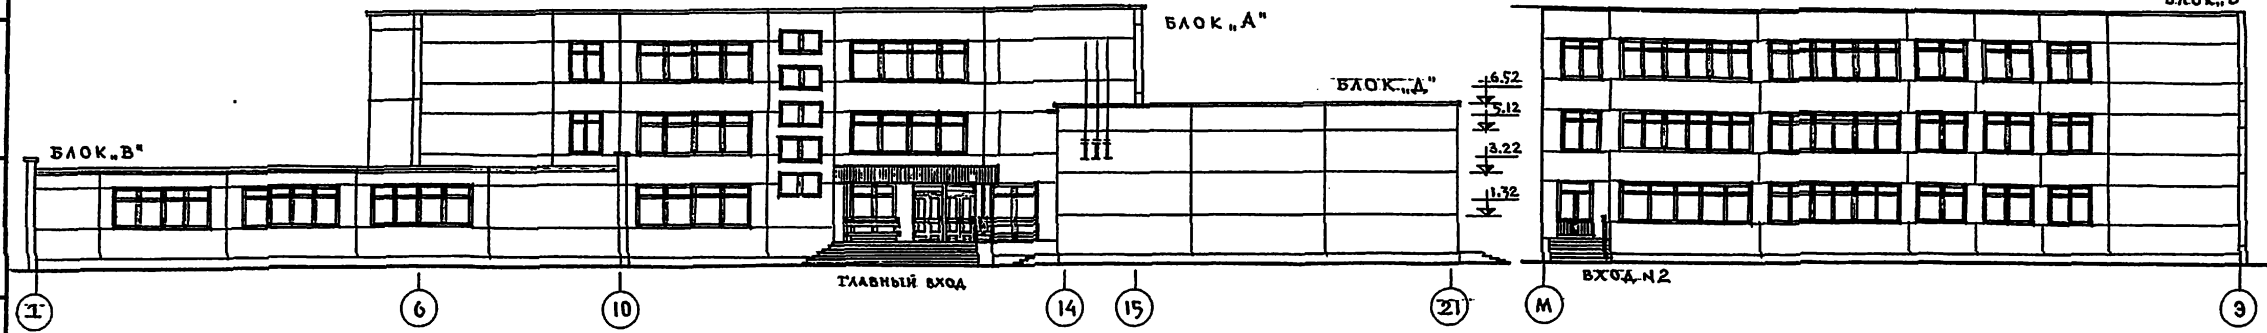 БЛОК „А"
БЛОК „Д"
БЛОК „В"
6.52
5.12
3.22
1.32
ГЛАВНЫЙ ВХОД
ВХОД N2
1
6
10
14
15
21
М
Э